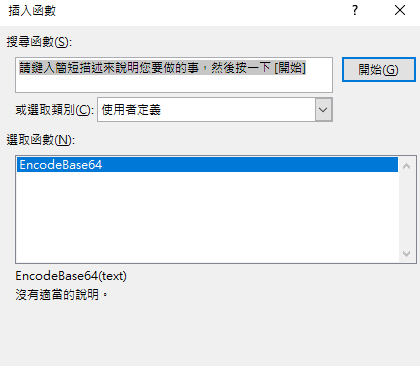 插入函數
搜尋函數(S):
請鍵入簡短描述來說明您要做的事，然後按一下 [開始]
開始(G)
或選取類別(C): 使用者定義
選取函數(N):
EncodeBase64
EncodeBase64(text)
沒有適當的說明。